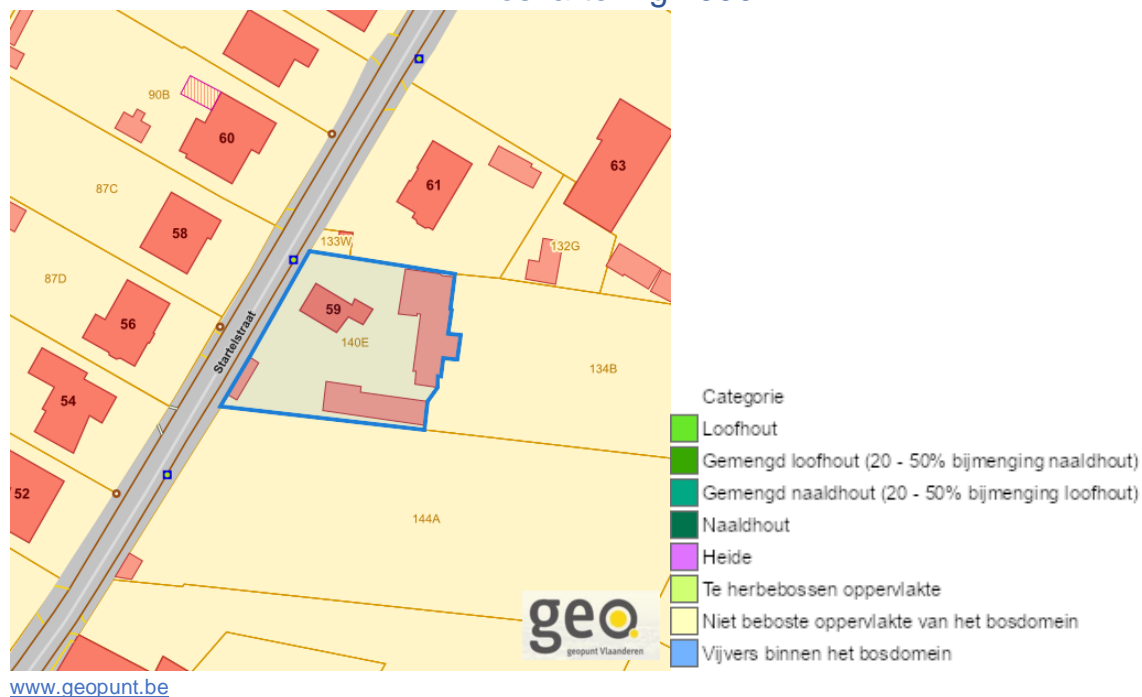 90B
60
61
63
87C
58
133W
132G
87D
59
56
140E
Startelstraat
134B
54
52
144A
geo.
geopunt Vlaanderen
Categorie
Loofhout
Gemengd loofhout (20 - 50% bijmenging naaldhout)
Gemengd naaldhout (20 - 50% bijmenging loofhout)
Naaldhout
Heide
Te herbebossen oppervlakte
Niet beboste oppervlakte van het bosdomein
Vijvers binnen het bosdomein
www.geopunt.be